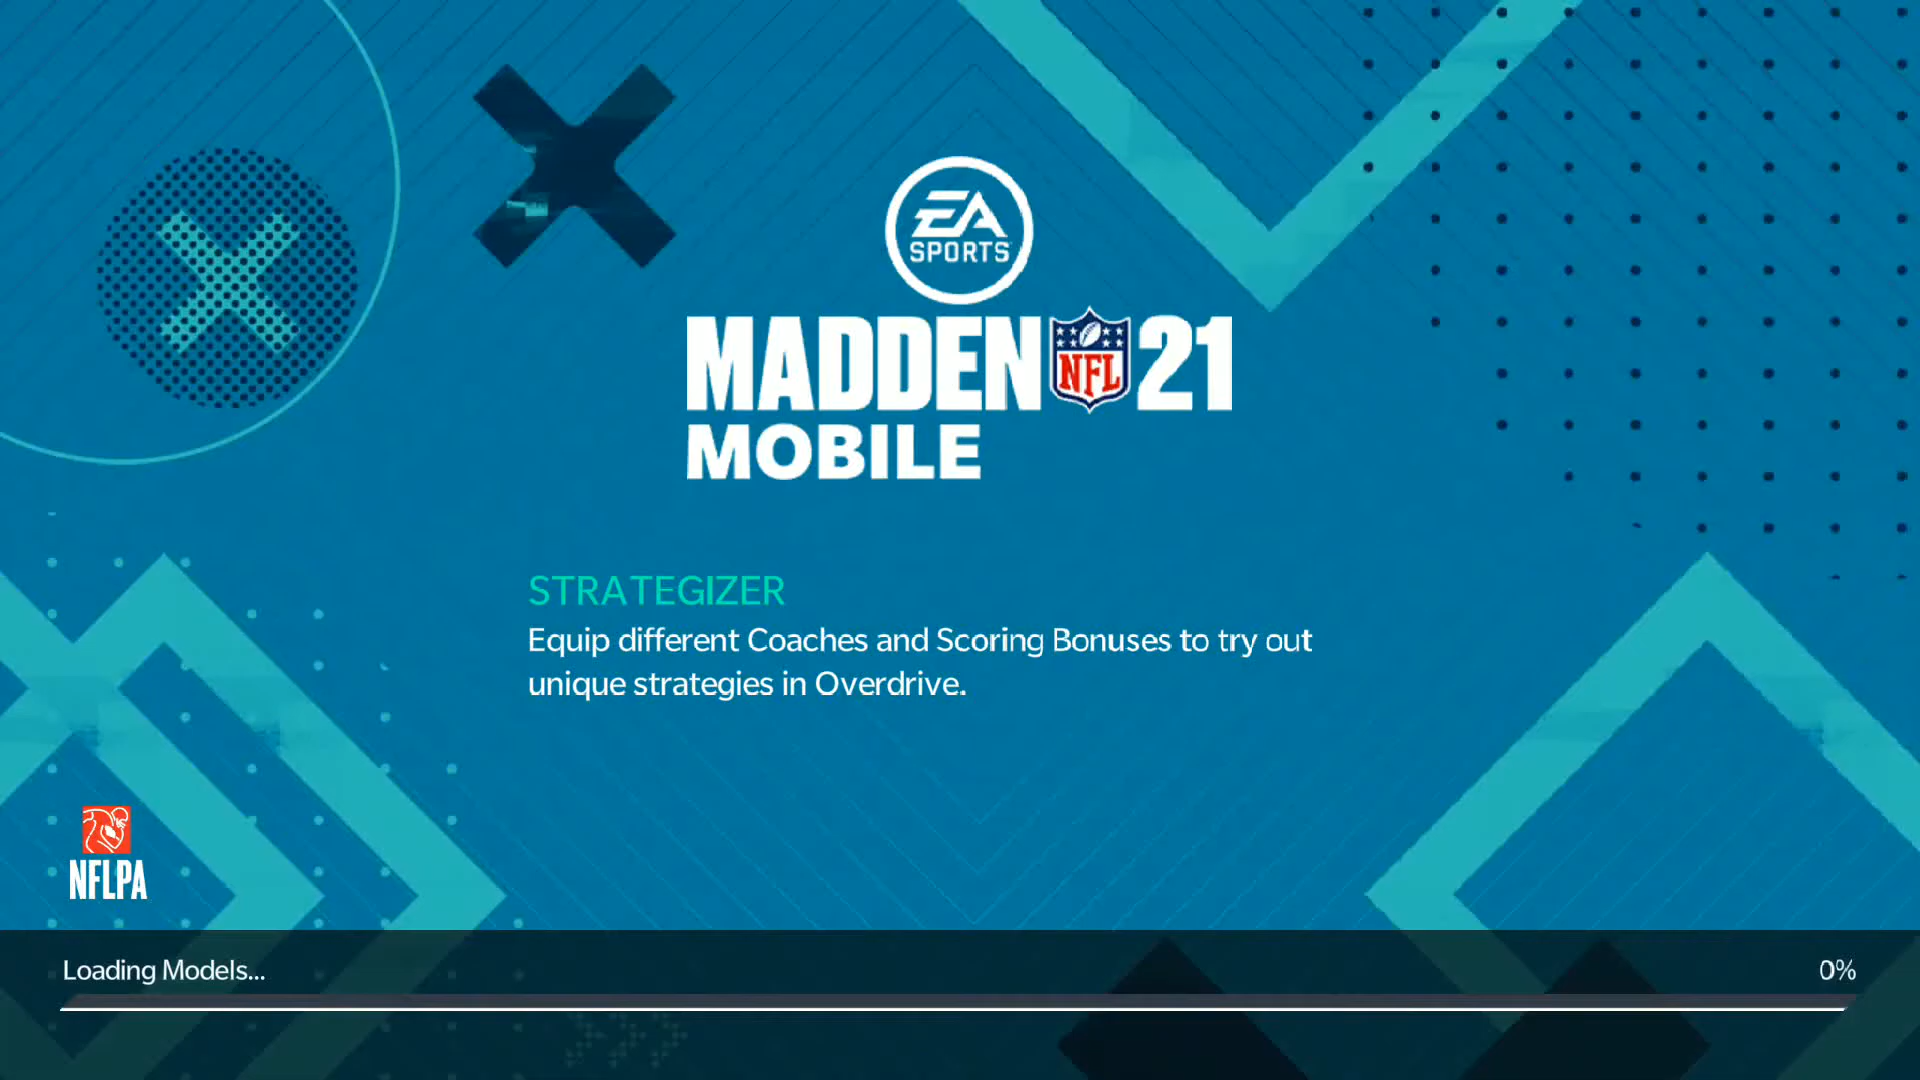 EA
SPORTS
MADDEN NFL 21
MOBILE
STRATEGIZER
Equip different Coaches and Scoring Bonuses to try out
unique strategies in Overdrive.
NFLPA
Loading Models...
0%